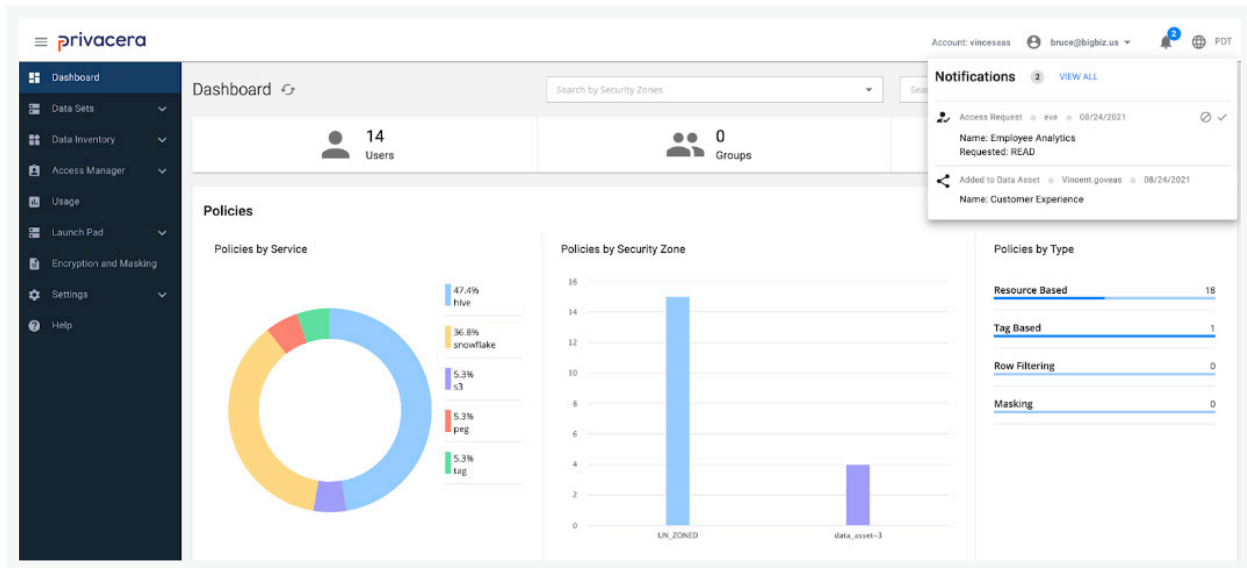 privacera
Account: vincesaas bruce@bigbiz.us 2 PDT
Dashboard
Data Sets
Data Inventory
Access Manager
Usage
Launch Pad
Encryption and Masking
Settings
Help
Dashboard
Search by Security Zones
Sear
14
Users
0
Groups
Notifications 2 VIEW ALL
Access Request eve 08/24/2021
Name: Employee Analytics
Requested: READ
Added to Data Asset Vincent.goveas 08/24/2021
Name: Customer Experience
Policies
Policies by Service
47.4%
hive
36.8%
snowflake
5.3%
s3
5.3%
peg
5.3%
tag
Policies by Security Zone
16
14
12
10
8
6
4
2
0
UN_ZONED data_asset-3
Policies by Type
Resource Based 18
Tag Based 1
Row Filtering 0
Masking 0